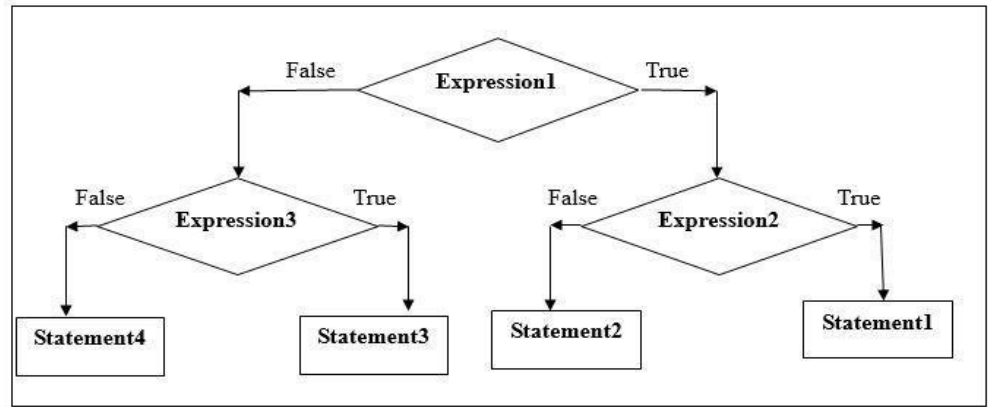 False
Expression1
True
False
Expression3
True
False
Expression2
True
Statement4
Statement3
Statement2
Statement1